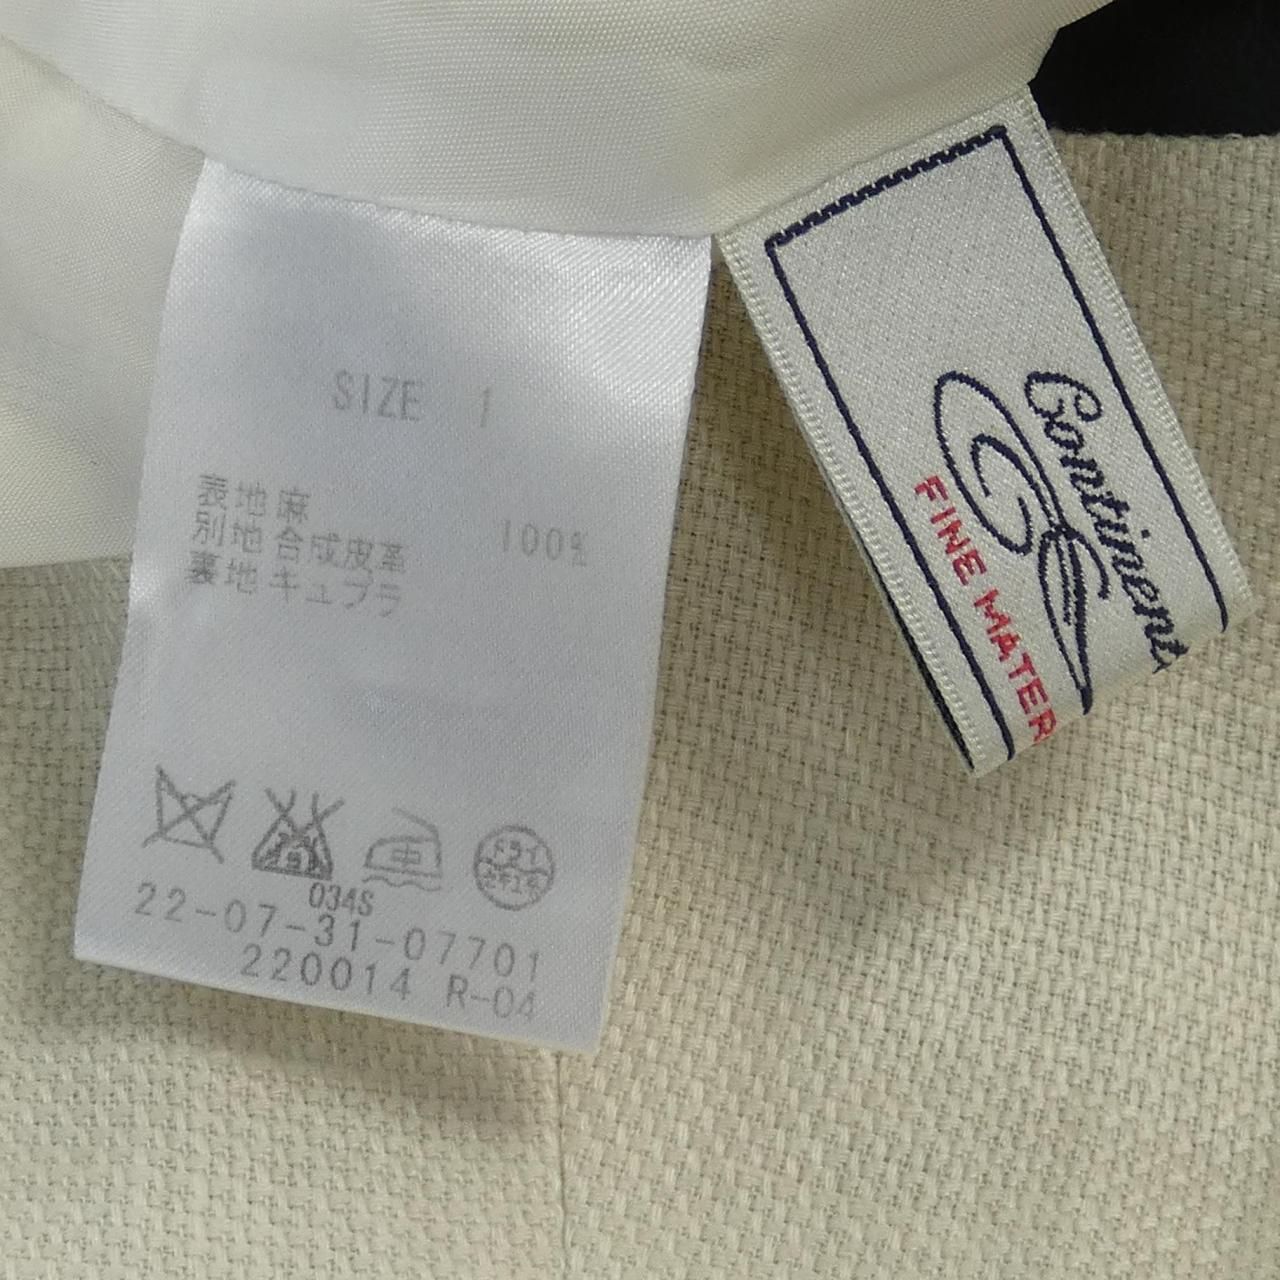 SIZE 1
表地 麻 100%
別地 合成皮革
裏地 キュプラ
034S
22-07-31-07701
220014 R-04
Continent
FINE MATER